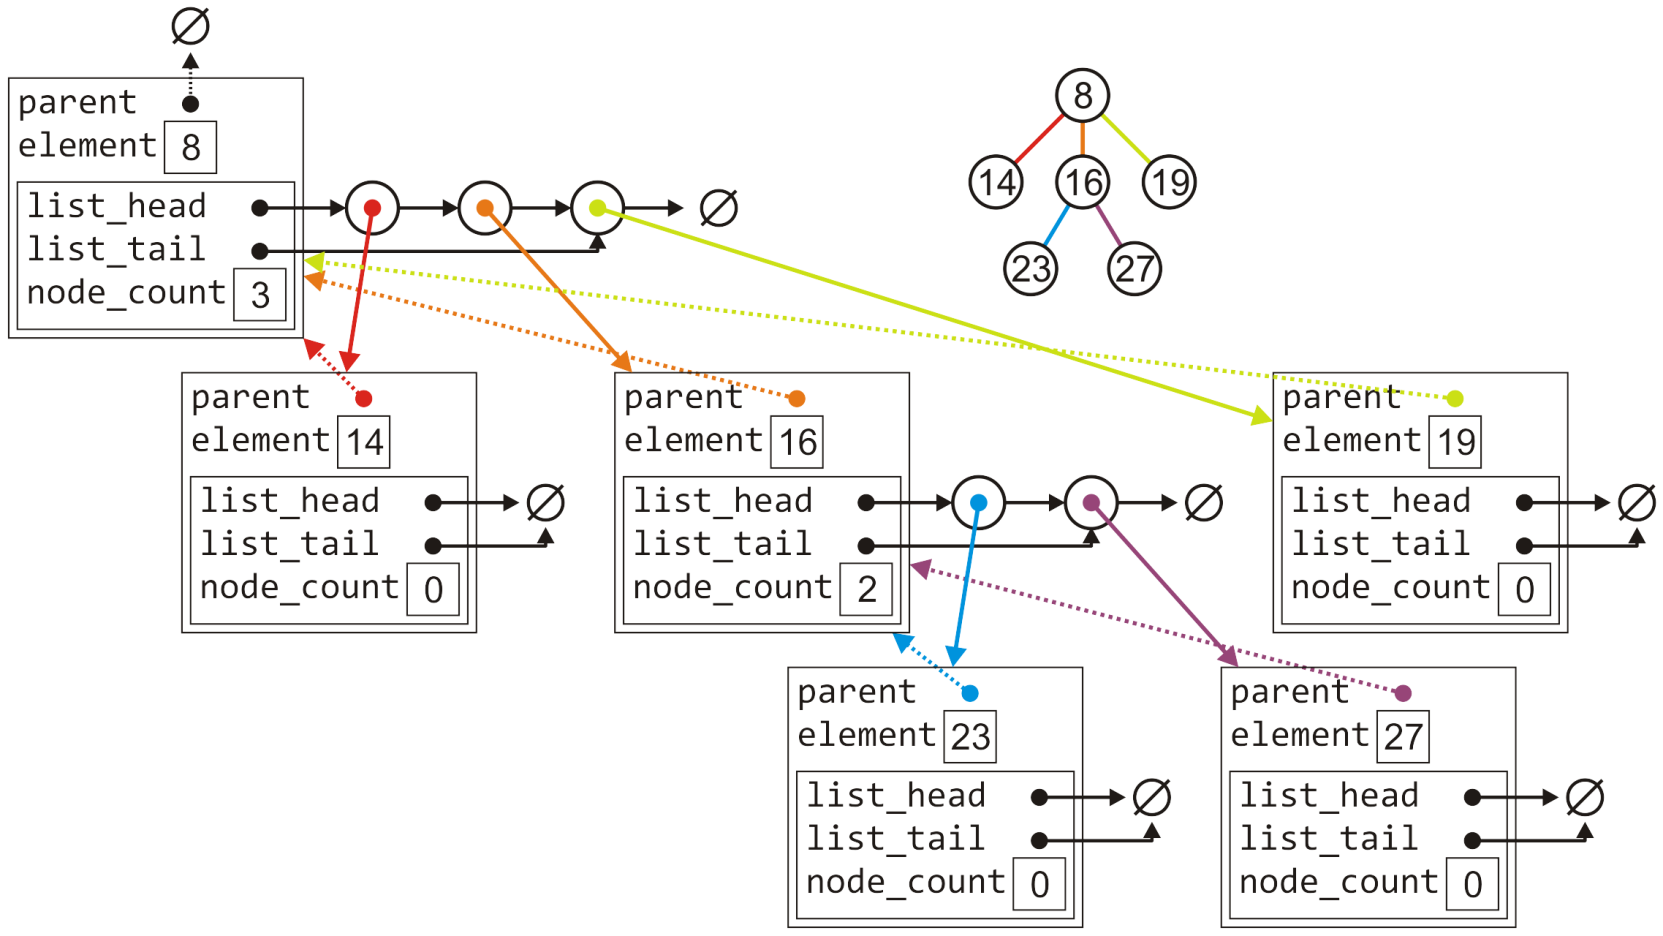 ∅
parent
element 8
list_head
∅
list_tail
node_count 3
8
14 16 19
23 27
parent
element 14
list_head
∅
list_tail
node_count 0
parent
element 16
list_head
∅
list_tail
node_count 2
parent
element 19
list_head
∅
list_tail
node_count 0
parent
element 23
list_head
∅
list_tail
node_count 0
parent
element 27
list_head
∅
list_tail
node_count 0